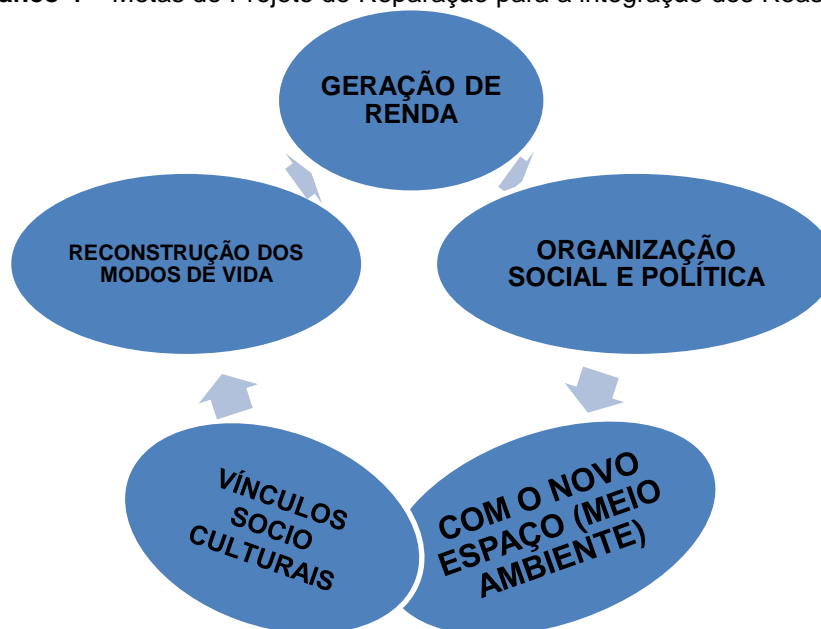 Metas do Projeto de Reparação para a integração dos
GERAÇÃO DE
RENDA
ORGANIZAÇÃO
SOCIAL E POLÍTICA
COM O NOVO
ESPAÇO (MEIO
AMBIENTE)
VÍNCULOS
SOCIO
CULTURAIS
RECONSTRUÇÃO DOS
MODOS DE VIDA